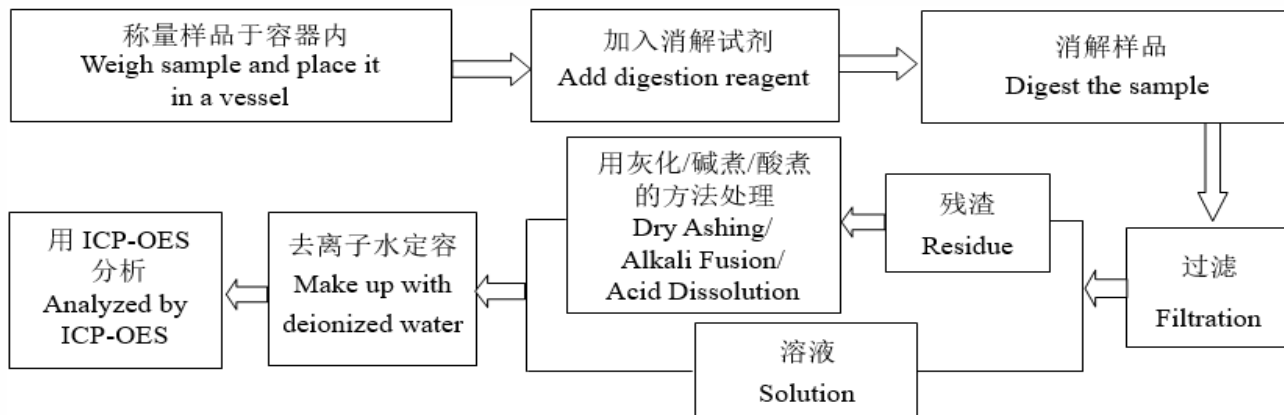 称量样品于容器内
Weigh sample and place it
in a vessel
加入消解试剂
Add digestion reagent
消解样品
Digest the sample
过滤
Filtration
残渣
Residue
用灰化/碱煮/酸煮
的方法处理
Dry Ashing/
Alkali Fusion/
Acid Dissolution
溶液
Solution
去离子水定容
Make up with
deionized water
用 ICP-OES
分析
Analyzed by
ICP-OES